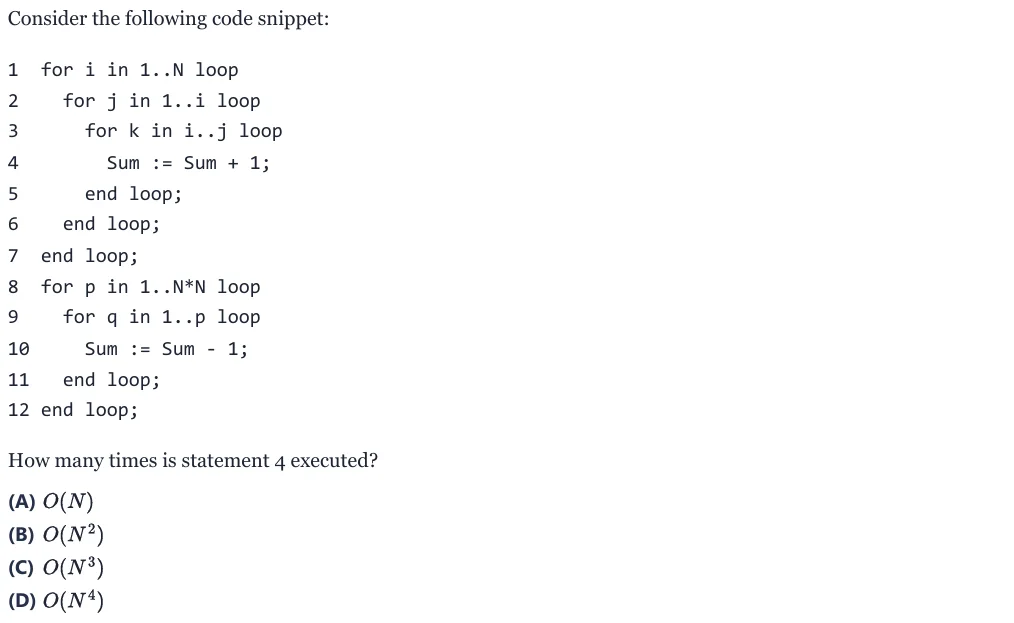 Consider the following code snippet:
1 for i in 1..N loop
2 for j in 1..i loop
3 for k in i..j loop
4 Sum := Sum + 1;
5 end loop;
6 end loop;
7 end loop;
8 for p in 1..N*N loop
9 for q in 1..p loop
10 Sum := Sum - 1;
11 end loop;
12 end loop;
How many times is statement 4 executed?
(A) O(N)
(B) O(N²)
(C) O(N³)
(D) O(N⁴)